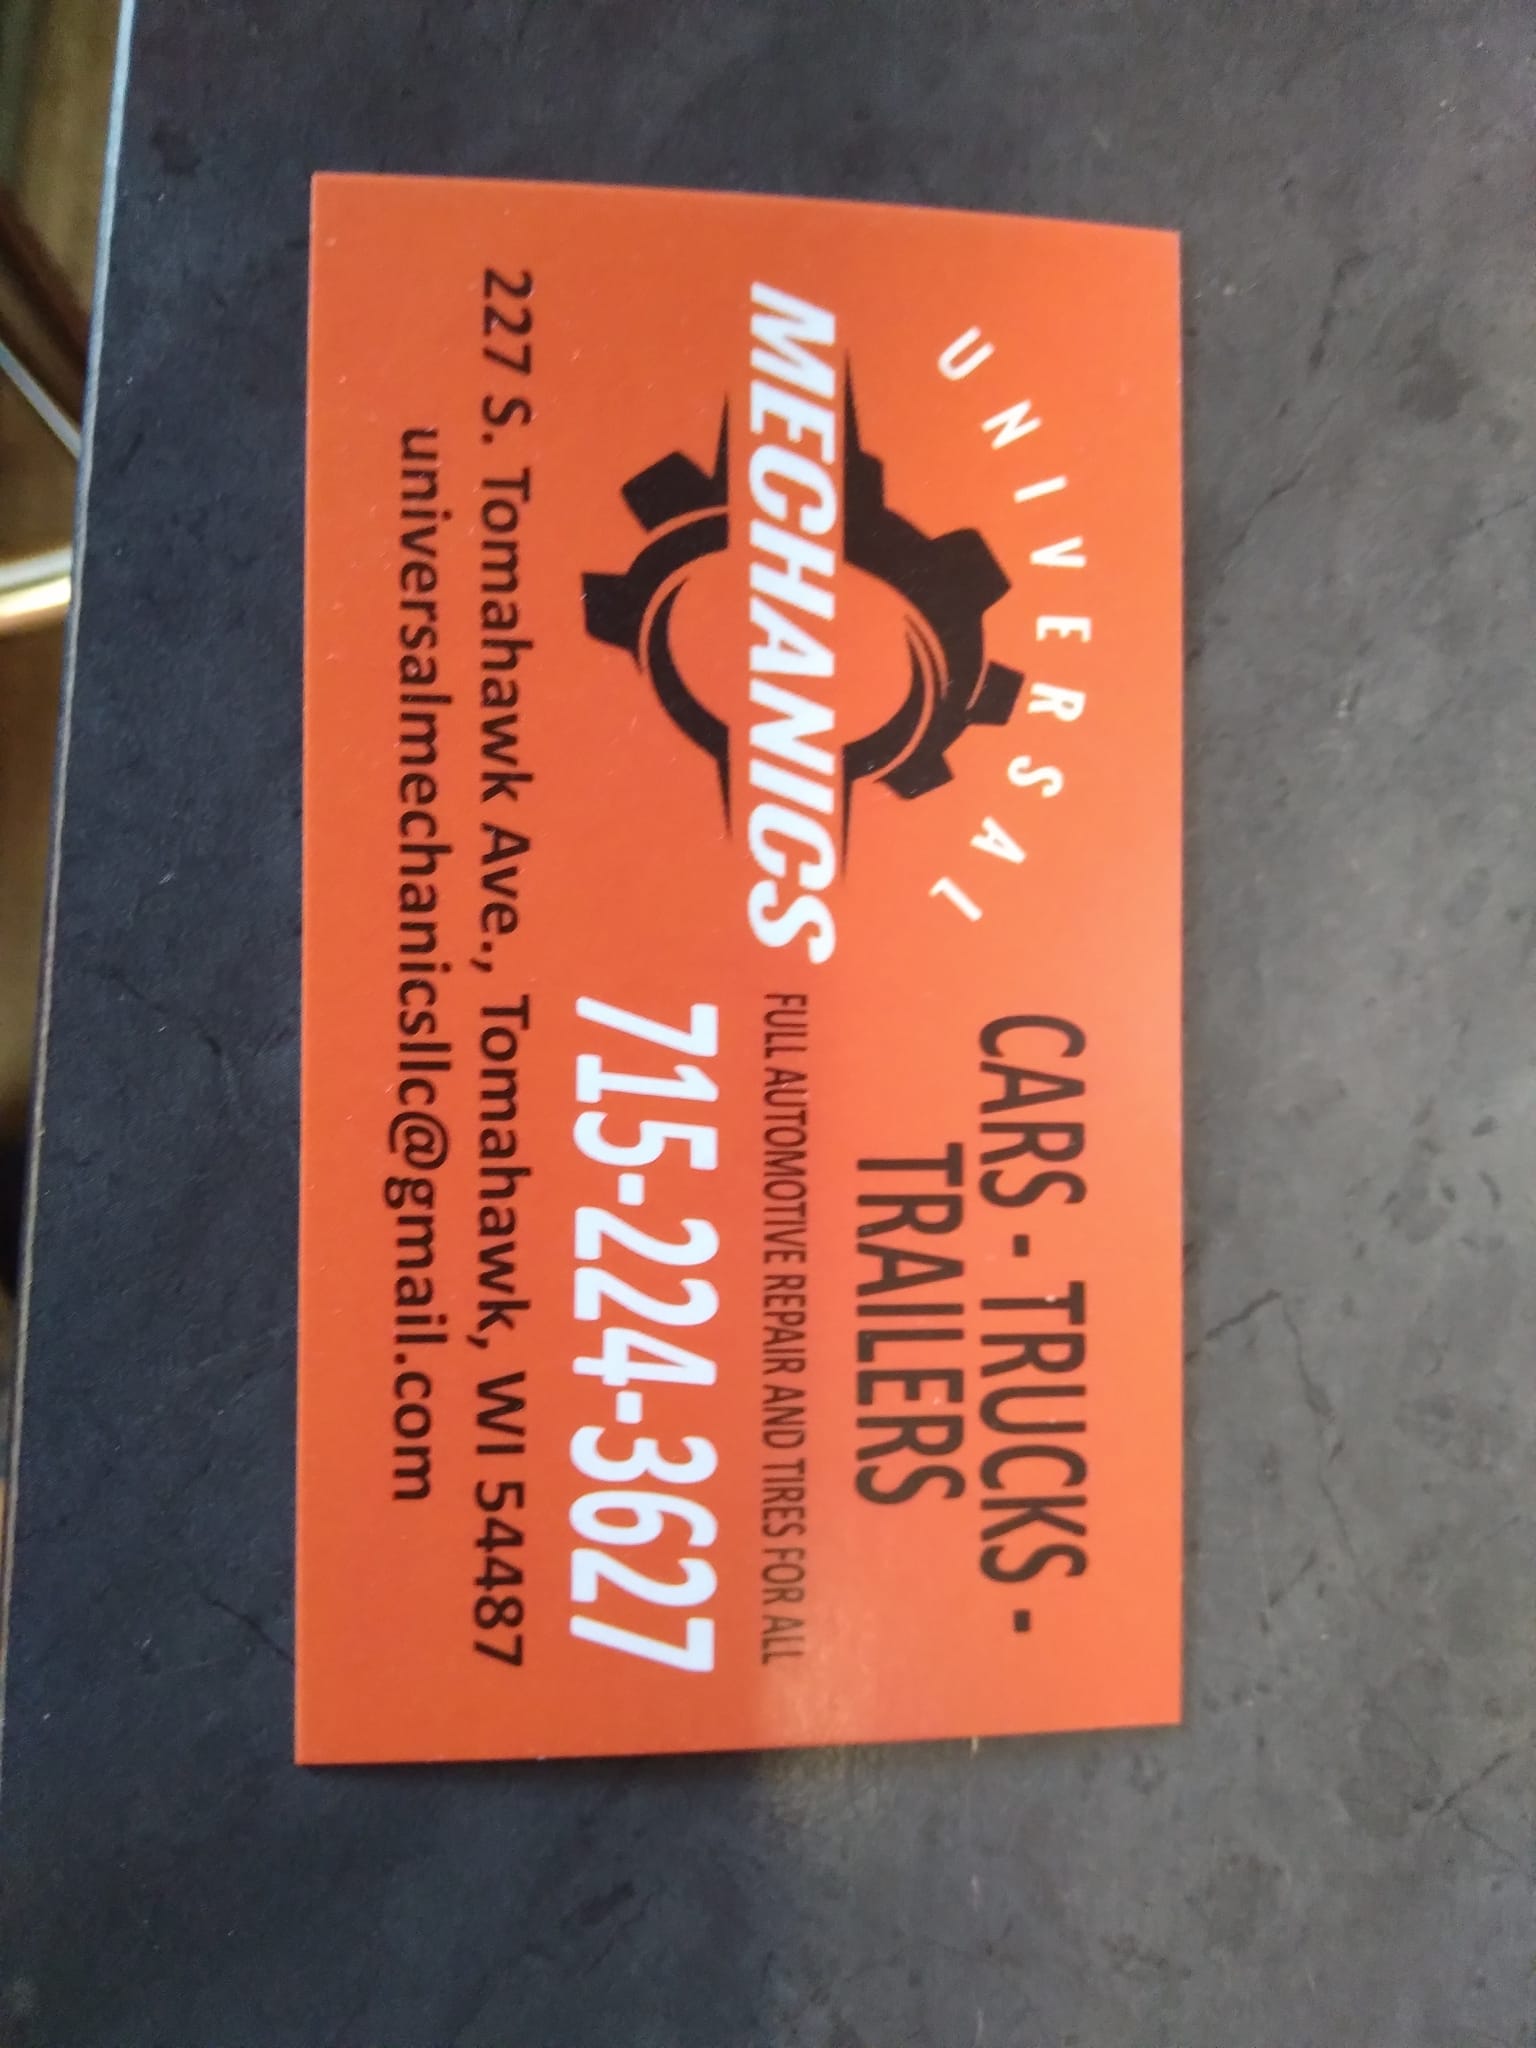 UNIVERSAL
MECHANICS
CARS - TRUCKS -
TRAILERS
FULL AUTOMOTIVE REPAIR AND TIRES FOR ALL
715-224-3627
227 S. Tomahawk Ave., Tomahawk, WI 54487
universalmechanicsllc@gmail.com